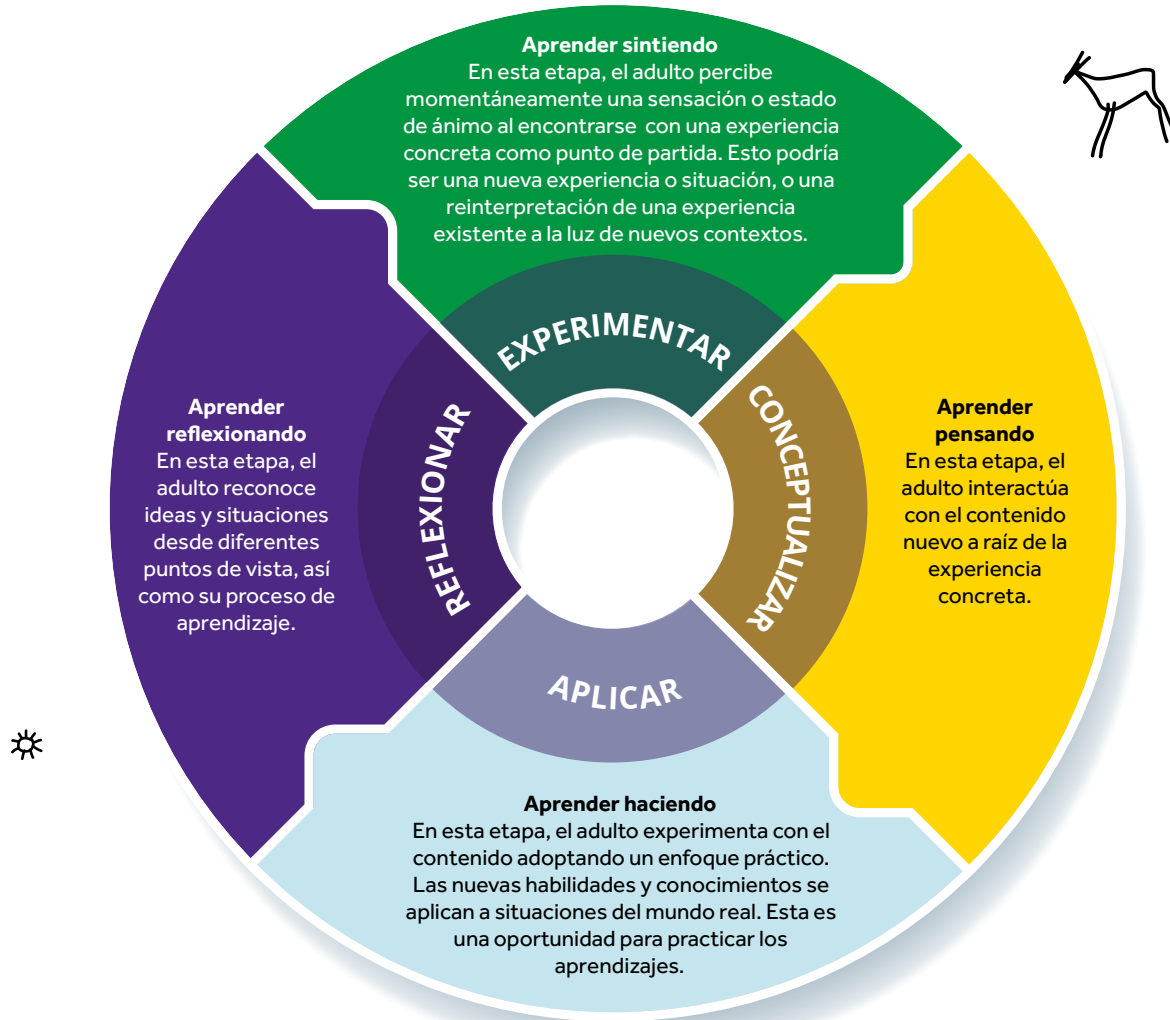 Aprender sintiendo
En esta etapa, el adulto percibe
momentáneamente una sensación o estado
de ánimo al encontrarse con una experiencia
concreta como punto de partida. Esto podría
ser una nueva experiencia o situación, o una
reinterpretación de una experiencia
existente a la luz de nuevos contextos.
EXPERIMENTAR
CONCEPTUALIZAR
Aprender
pensando
En esta etapa, el
adulto interactúa
con el contenido
nuevo a raíz de la
experiencia
concreta.
APLICAR
Aprender haciendo
En esta etapa, el adulto experimenta con el
contenido adoptando un enfoque práctico.
Las nuevas habilidades y conocimientos se
aplican a situaciones del mundo real. Esta es
una oportunidad para practicar los
aprendizajes.
REFLEXIONAR
Aprender
reflexionando
En esta etapa, el
adulto reconoce
ideas y situaciones
desde diferentes
puntos de vista, así
como su proceso de
aprendizaje.